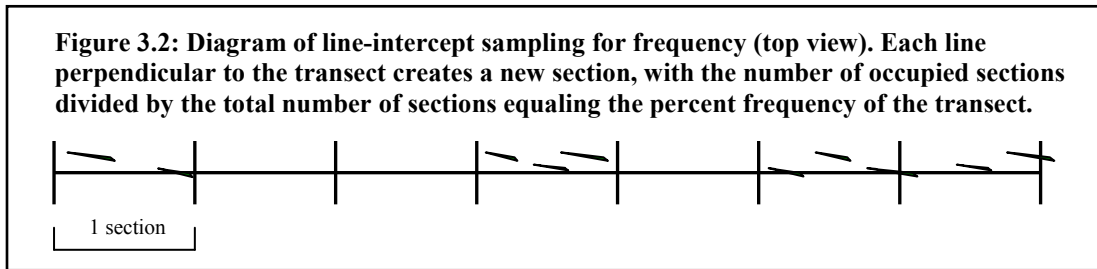 Figure 3.2: Diagram of line-intercept sampling for frequency (top view). Each line
perpendicular to the transect creates a new section, with the number of occupied sections
divided by the total number of sections equaling the percent frequency of the transect.
1 section